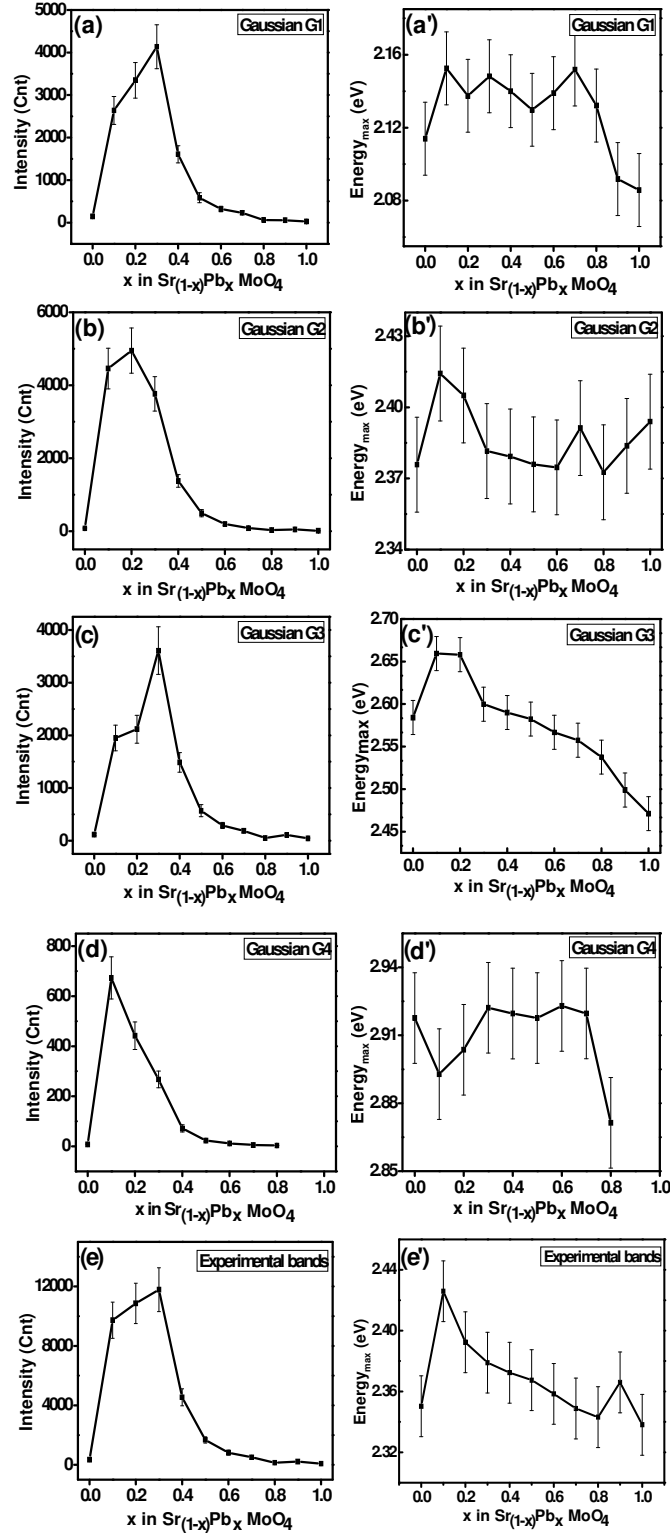 (a) Gaussian G1
Intensity (Cnt)
5000
4000
3000
2000
1000
0
0.0 0.2 0.4 0.6 0.8 1.0
x in Sr(1-x)Pbx MoO4
(a') Gaussian G1
Energymax (eV)
2.16
2.14
2.12
2.08
0.0 0.2 0.4 0.6 0.8 1.0
x in Sr(1-x)Pbx MoO4
(b) Gaussian G2
Intensity (Cnt)
6000
4000
2000
0
0.0 0.2 0.4 0.6 0.8 1.0
x in Sr(1-x)Pbx MoO4
(b') Gaussian G2
Energymax (eV)
2.43
2.40
2.37
2.34
0.0 0.2 0.4 0.6 0.8 1.0
x in Sr(1-x)Pbx MoO4
(c) Gaussian G3
Intensity (Cnt)
4000
3000
2000
1000
0
0.0 0.2 0.4 0.6 0.8 1.0
x in Sr(1-x)Pbx MoO4
(c') Gaussian G3
Energymax (eV)
2.70
2.65
2.60
2.55
2.50
2.45
0.0 0.2 0.4 0.6 0.8 1.0
x in Sr(1-x)Pbx MoO4
(d) Gaussian G4
Intensity (Cnt)
800
600
400
200
0
0.0 0.2 0.4 0.6 0.8 1.0
x in Sr(1-x)Pbx MoO4
(d') Gaussian G4
Energymax (eV)
2.94
2.91
2.88
2.85
0.0 0.2 0.4 0.6 0.8 1.0
x in Sr(1-x)Pbx MoO4
(e) Experimental bands
Intensity (Cnt)
12000
8000
4000
0
0.0 0.2 0.4 0.6 0.8 1.0
x in Sr(1-x)Pbx MoO4
(e') Experimental bands
Energymax (eV)
2.44
2.40
2.36
2.32
0.0 0.2 0.4 0.6 0.8 1.0
x in Sr(1-x)Pbx MoO4